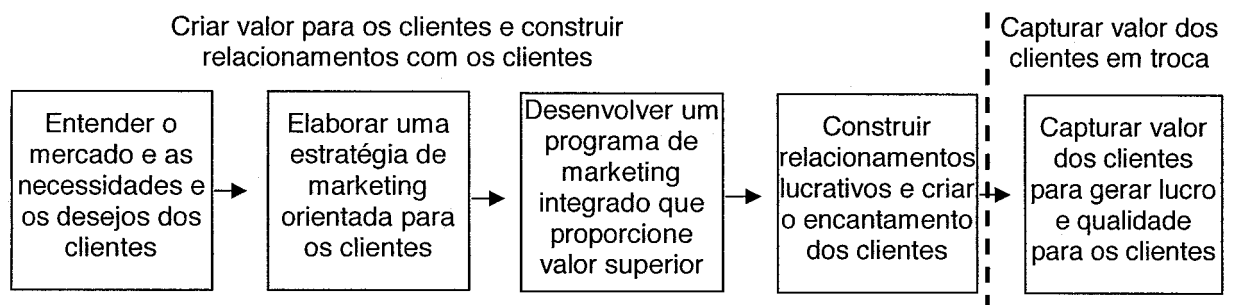 Criar valor para os clientes e construir
relacionamentos com os clientes
Capturar valor dos
clientes em troca
Entender o
mercado e as
necessidades e
os desejos dos
clientes
Elaborar uma
estratégia de
marketing
orientada para
os clientes
Desenvolver um
programa de
marketing
integrado que
proporcione
valor superior
Construir
relacionamentos
lucrativos e criar
o encantamento
dos clientes
Capturar valor
dos clientes
para gerar lucro
e qualidade
para os clientes